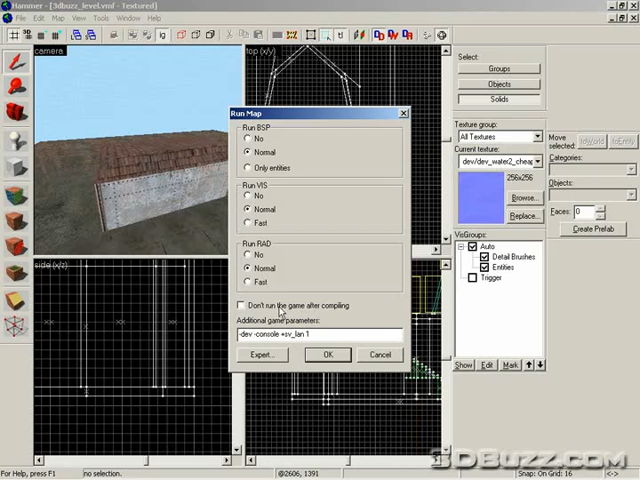 Hammer - [3dbuzz_level.vmf - Textured]
File Edit Map View Tools Window Help
camera
top (x/y)
side (x/z)
Run Map
Run BSP
No
Normal
Only entities
Run VIS
No
Normal
Fast
Run RAD
No
Normal
Fast
Don't run the game after compiling
Additional game parameters:
-dev -console +sv_lan 1
Expert...
OK
Cancel
Select:
Groups
Objects
Solids
Texture group:
All Textures
Current texture:
dev/dev_water2_cheap
256x256
Browse...
Replace...
VisGroups:
Auto
Detail Brushes
Entities
Trigger
Show
Edit
Mark
Move selected:
toWorld
toEntity
Categories:
Objects:
Faces: 0
Create Prefab
3DBuzz.com
For Help, press F1
no selection.
@2606, 1391
Snap: On Grid: 16
<->